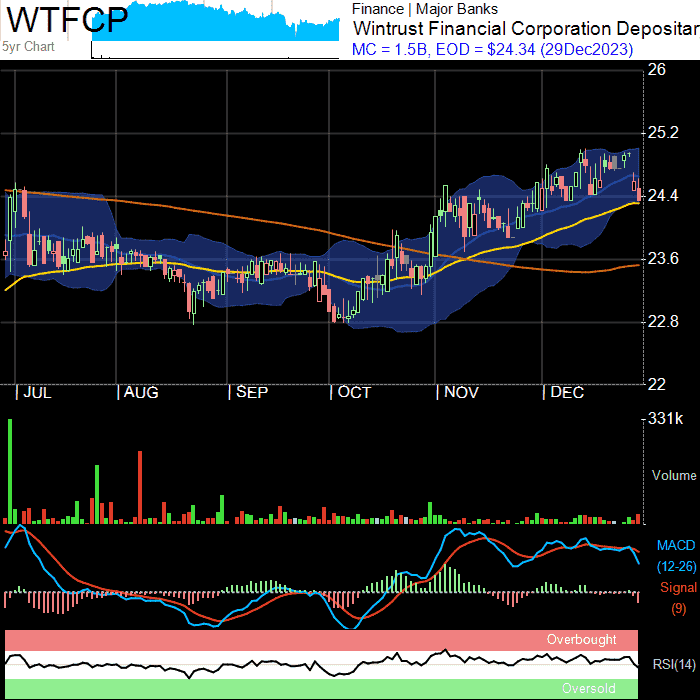 WTFCP
5yr Chart
Finance | Major Banks
Wintrust Financial Corporation Depositar
MC = 1.5B, EOD = $24.34 (29Dec2023)
26
25.2
24.4
23.6
22.8
22
| JUL | AUG | SEP | OCT | NOV | DEC
331k
Volume
MACD
(12-26)
Signal
(9)
Overbought
RSI(14)
Oversold